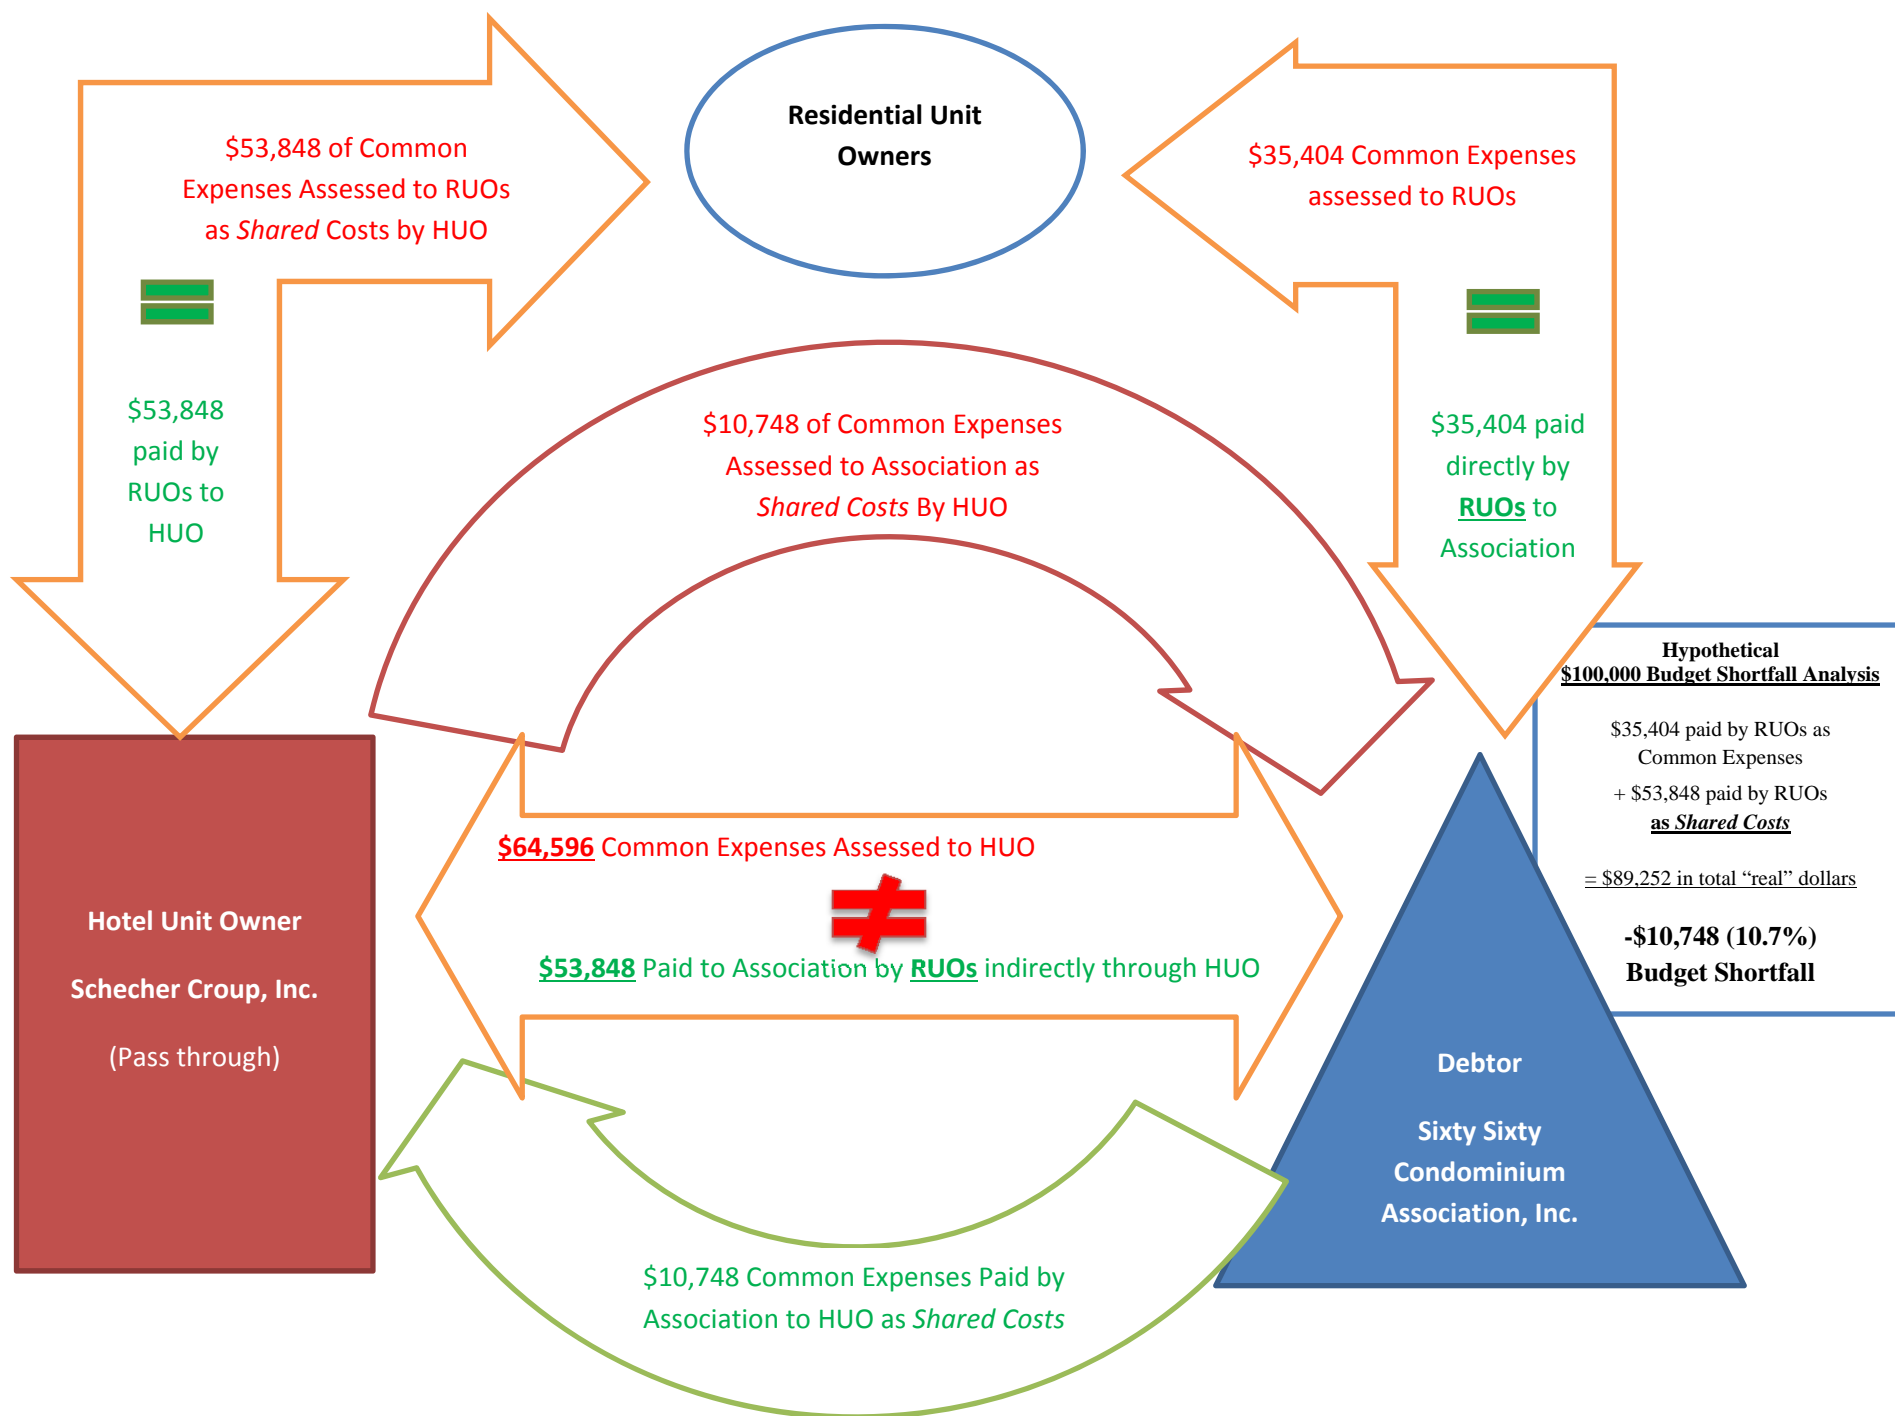 Residential Unit
Owners
$53,848 of Common
Expenses Assessed to RUOs
as Shared Costs by HUO
$35,404 Common Expenses
assessed to RUOs
$53,848
paid by
RUOs to
HUO
$10,748 of Common Expenses
Assessed to Association as
Shared Costs By HUO
$35,404 paid
directly by
RUOs to
Association
Hypothetical
$100,000 Budget Shortfall Analysis
$35,404 paid by RUOs as
Common Expenses
+ $53,848 paid by RUOs
as Shared Costs
= $89,252 in total “real” dollars
-$10,748 (10.7%)
Budget Shortfall
$64,596 Common Expenses Assessed to HUO
≠
$53,848 Paid to Association by RUOs indirectly through HUO
Hotel Unit Owner
Schecher Croup, Inc.
(Pass through)
Debtor
Sixty Sixty
Condominium
Association, Inc.
$10,748 Common Expenses Paid by
Association to HUO as Shared Costs